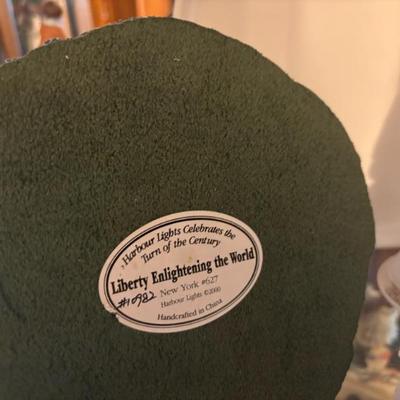 Harbour Lights Celebrates the
Turn of the Century
Liberty Enlightening the World
#10982 New York #627
Harbour Lights ©2000
Handcrafted in China